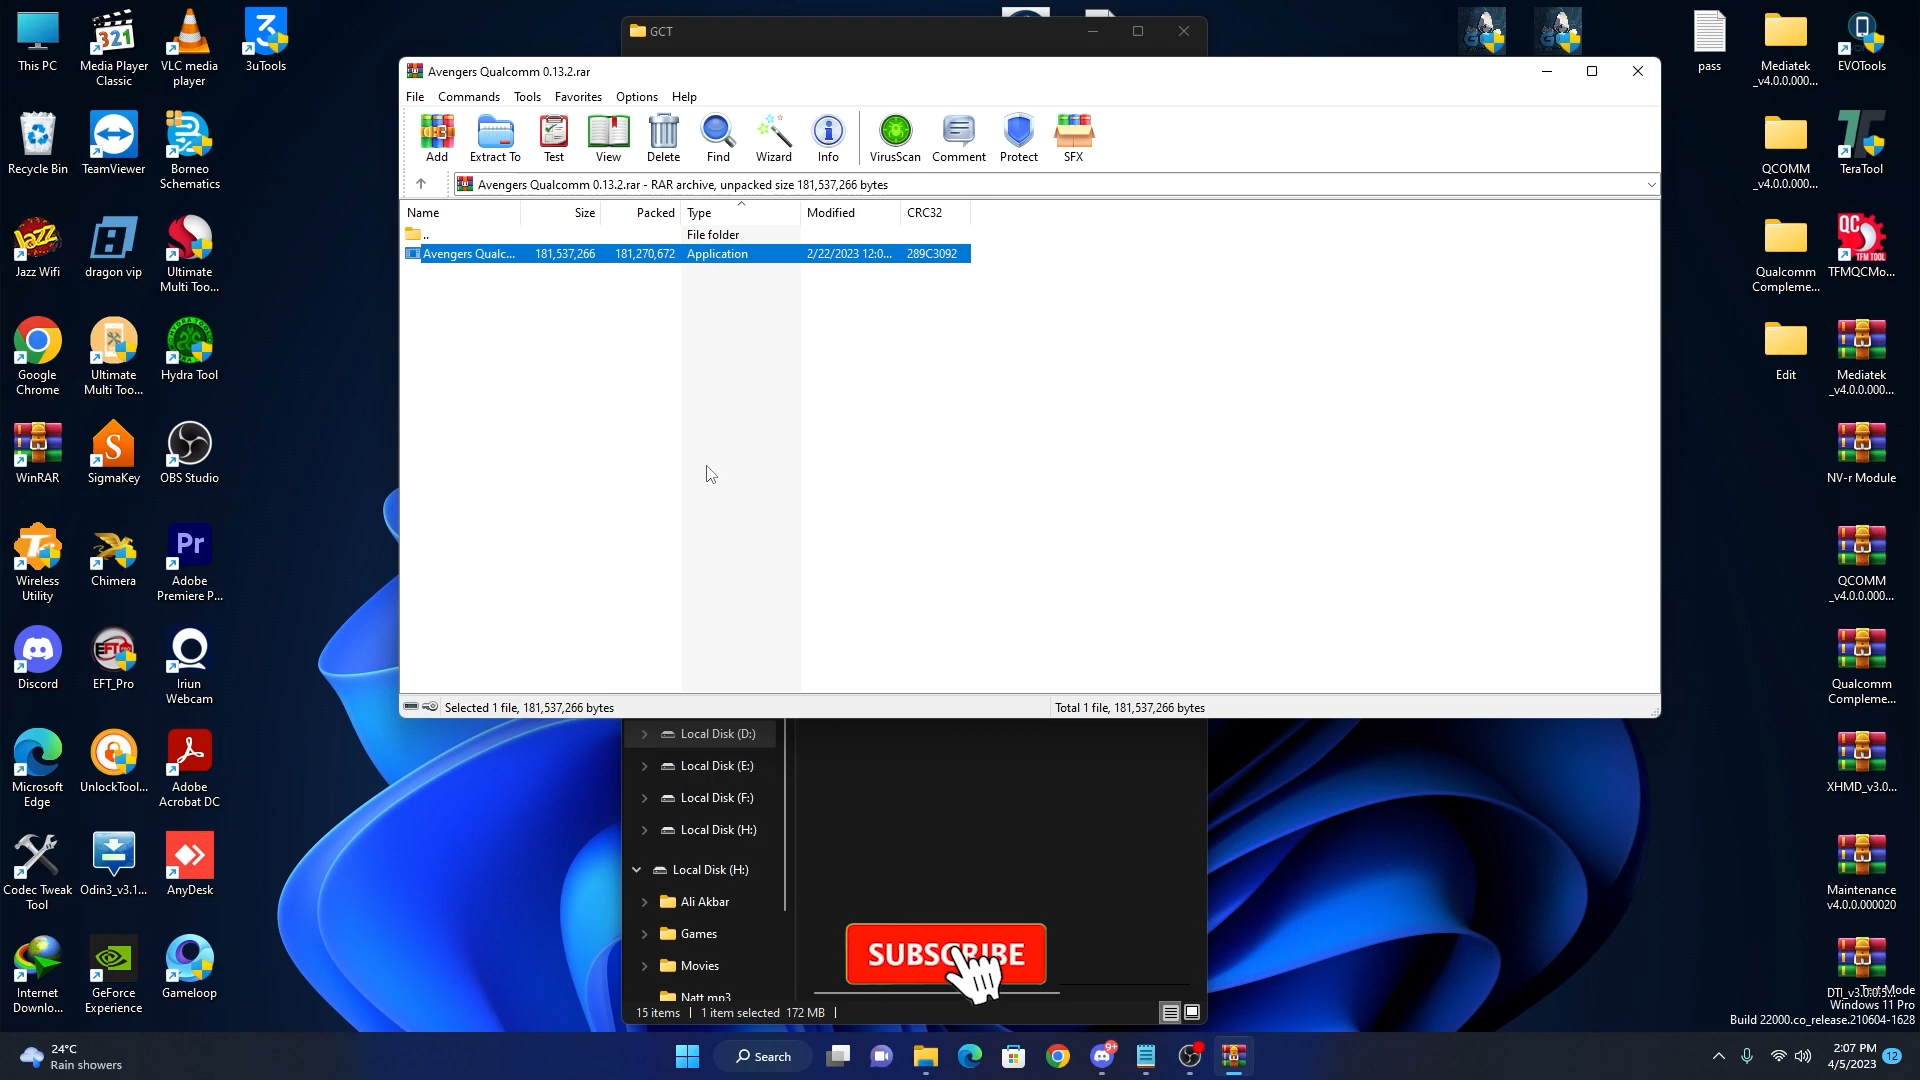 This PC
Media Player
Classic
VLC media
player
3uTools
Recycle Bin
TeamViewer
Borneo
Schematics
Jazz Wifi
dragon vip
Ultimate
Multi Too...
Google
Chrome
Ultimate
Multi Too...
Hydra Tool
WinRAR
SigmaKey
OBS Studio
Wireless
Utility
Chimera
Adobe
Premiere P...
Discord
EFT_Pro
Iriun
Webcam
Microsoft
Edge
UnlockTool...
Adobe
Acrobat DC
Codec Tweak
Tool
Odin3_v3.1...
AnyDesk
Internet
Downlo...
GeForce
Experience
Gameloop
GCT
Avengers Qualcomm 0.13.2.rar
File Commands Tools Favorites Options Help
Add Extract To Test View Delete Find Wizard Info VirusScan Comment Protect SFX
Avengers Qualcomm 0.13.2.rar - RAR archive, unpacked size 181,537,266 bytes
Name Size Packed Type Modified CRC32
.. File folder
Avengers Qualc... 181,537,266 181,270,672 Application 2/22/2023 12:0... 289C3092
Selected 1 file, 181,537,266 bytes Total 1 file, 181,537,266 bytes
Local Disk (D:)
Local Disk (E:)
Local Disk (F:)
Local Disk (H:)
Local Disk (H:)
Ali Akbar
Games
Movies
Natt mp3
SUBSCRIBE
15 items 1 item selected 172 MB
pass
Mediatek
_v4.0.0.000...
EVOTools
QCOMM
_v4.0.0.000...
TeraTool
Qualcomm
Compleme...
QC
TFM TOOL
TFMQCMo...
Edit
Mediatek
_v4.0.0.000...
NV-r Module
QCOMM
_v4.0.0.000...
Qualcomm
Compleme...
XHMD_v3.0...
Maintenance
v4.0.0.000020
Test Mode
Windows 11 Pro
Build 22000.co_release.210604-1628
24°C
Rain showers
Search
9+
2:07 PM
4/5/2023
12